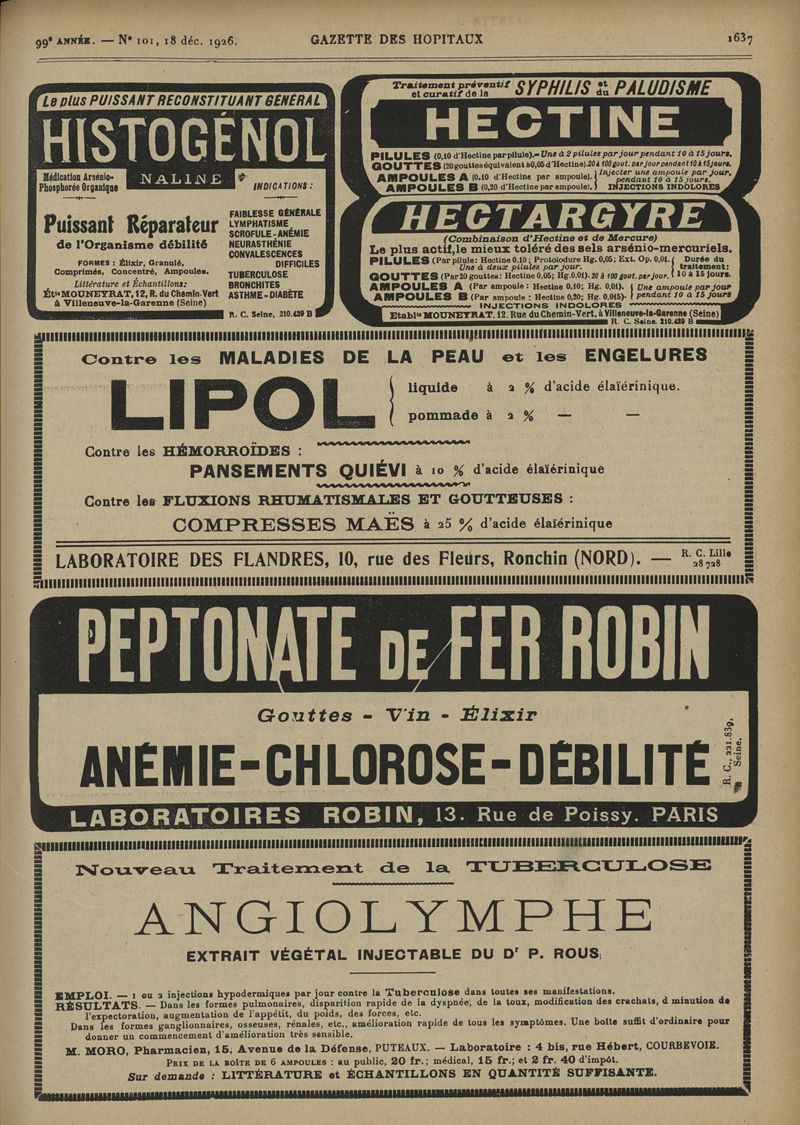 99e ANNÉE. — N° 101, 18 déc. 1926.
GAZETTE DES HOPITAUX
1637
Le plus PUISSANT RECONSTITUANT GÉNÉRAL
HISTOGÉNOL
Médication Arsénio-
Phosphorée Organique
NALINE
INDICATIONS :
Puissant Réparateur
de l'Organisme débilité
FORMES : Élixir, Granulé,
Comprimés, Concentré, Ampoules.
Littérature et Échantillons:
Éts MOUNEYRAT, 12, R. du Chemin-Vert
à Villeneuve-la-Garenne (Seine)
FAIBLESSE GÉNÉRALE
LYMPHATISME
SCROFULE - ANÉMIE
NEURASTHÉNIE
CONVALESCENCES
DIFFICILES
TUBERCULOSE
BRONCHITES
ASTHME - DIABÈTE
R. C. Seine, 210.439 B
Traitement préventif
et curatif de la SYPHILIS et du PALUDISME
HECTINE
PILULES (0,10 d'Hectine par pilule).- Une à 2 pilules par jour pendant 10 à 15 jours.
GOUTTES (20 gouttes équivalent à 0,05 d'Hectine) 20 à 100 gout. par jour pendant 10 à 15 jours.
AMPOULES A (0.10 d'Hectine par ampoule).
AMPOULES B (0,20 d'Hectine par ampoule).
Injecter une ampoule par jour,
pendant 10 à 15 jours.
INJECTIONS INDOLORES
HECTARGYRE
(Combinaison d'Hectine et de Mercure)
Le plus actif, le mieux toléré des sels arsénio-mercuriels.
PILULES (Par pilule: Hectine 0,10 ; Protoiodure Hg. 0,05; Ext. Op. 0,01.
Une à deux pilules par jour.
GOUTTES (Par 20 gouttes: Hectine 0,05; Hg. 0,01). 20 à 100 gout. par jour.
Durée du
traitement:
10 à 15 jours.
AMPOULES A (Par ampoule : Hectine 0,10; Hg. 0,01).
AMPOULES B (Par ampoule : Hectine 0,20; Hg. 0,015).
Une ampoule par jour
pendant 10 à 15 jours
INJECTIONS INDOLORES
Etablts MOUNEYRAT, 12, Rue du Chemin-Vert, à Villeneuve-la-Garenne (Seine)
R. C. Seine. 210.439 B
Contre les MALADIES DE LA PEAU et les ENGELURES
LIPOL
liquide à 2 % d'acide élaïérinique.
pommade à 2 % — —
Contre les HÉMORROÏDES :
PANSEMENTS QUIÉVI à 10 % d'acide élaïérinique
Contre les FLUXIONS RHUMATISMALES ET GOUTTEUSES :
COMPRESSES MAËS à 25 % d'acide élaïérinique
LABORATOIRE DES FLANDRES, 10, rue des Fleurs, Ronchin (NORD). — R. C. Lille
28 728
PEPTONATE DE FER ROBIN
Gouttes - Vin - Élixir
ANÉMIE-CHLOROSE-DÉBILITÉ
R. C., 221.839,
Seine.
LABORATOIRES ROBIN, 13. Rue de Poissy. PARIS
Nouveau Traitement de la TUBERCULOSE
ANGIOLYMPHE
EXTRAIT VÉGÉTAL INJECTABLE DU Dr P. ROUS
EMPLOI. — 1 ou 2 injections hypodermiques par jour contre la Tuberculose dans toutes ses manifestations.
RÉSULTATS. — Dans les formes pulmonaires, disparition rapide de la dyspnée, de la toux, modification des crachats, d minution de
l'expectoration, augmentation de l'appétit, du poids, des forces, etc.
Dans les formes ganglionnaires, osseuses, rénales, etc., amélioration rapide de tous les symptômes. Une boîte suffit d'ordinaire pour
donner un commencement d'amélioration très sensible.
M. MORO, Pharmacien, 15, Avenue de la Défense, PUTEAUX. — Laboratoire : 4 bis, rue Hébert, COURBEVOIE.
PRIX DE LA BOÎTE DE 6 AMPOULES : au public, 20 fr.; médical, 15 fr.; et 2 fr. 40 d'impôt.
Sur demande : LITTÉRATURE et ÉCHANTILLONS EN QUANTITÉ SUFFISANTE.